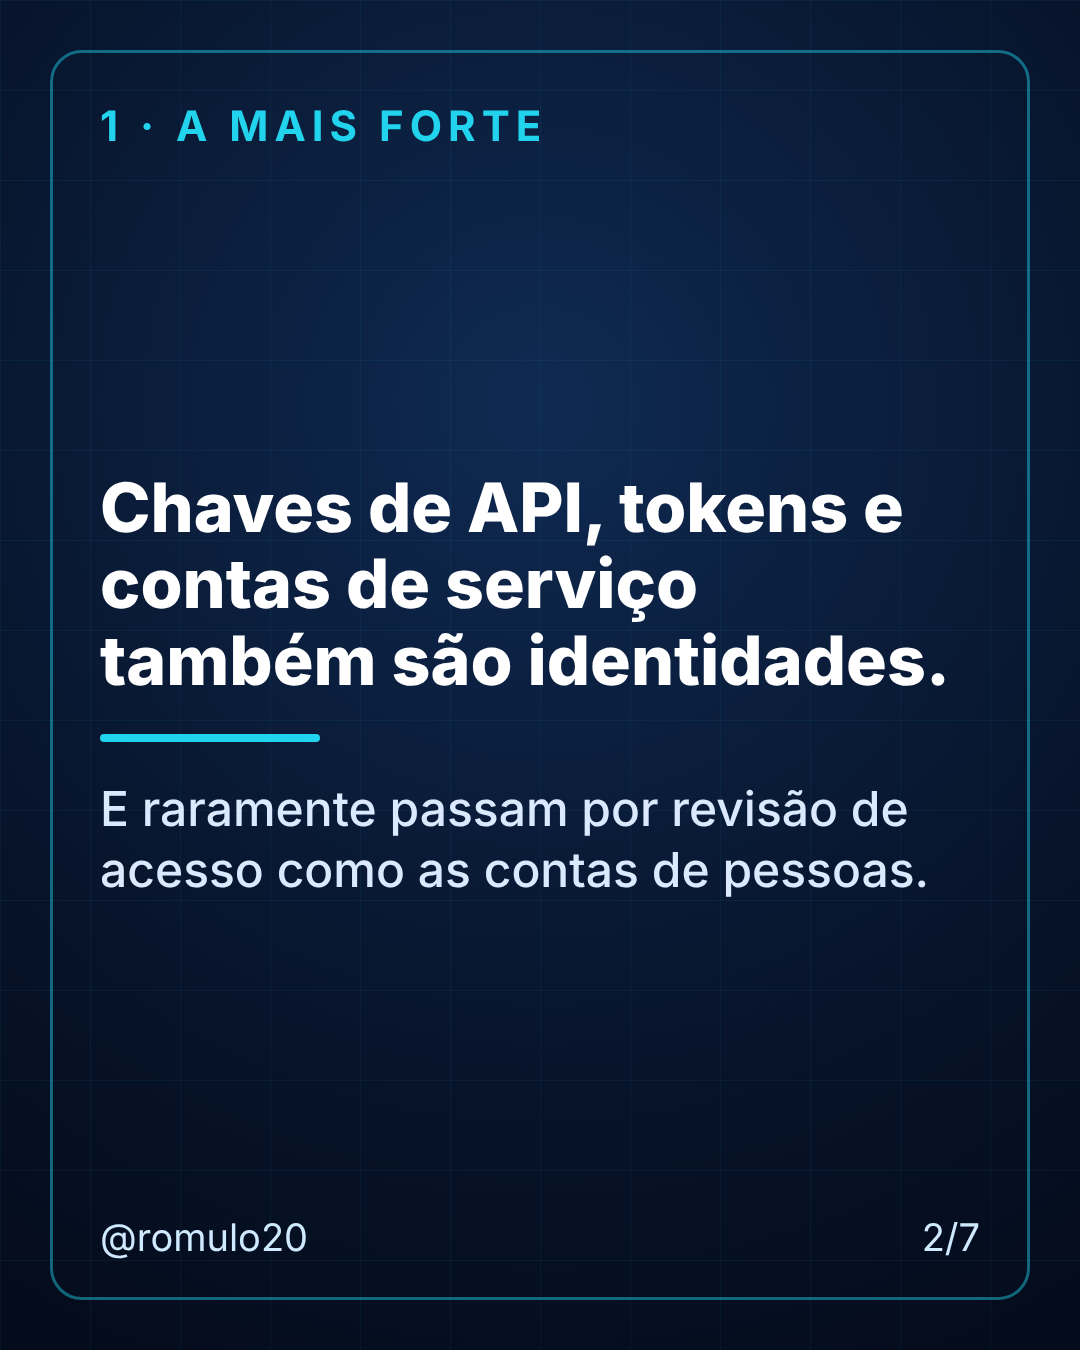 1 · A MAIS FORTE
Chaves de API, tokens e
contas de serviço
também são identidades.
E raramente passam por revisão de
acesso como as contas de pessoas.
@romulo20
2/7